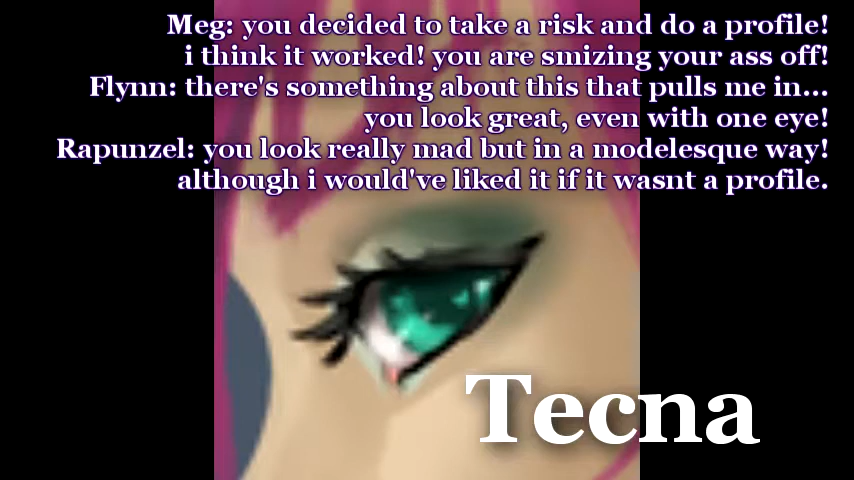 Meg: you decided to take a risk and do a profile!
i think it worked! you are smizing your ass off!
Flynn: there's something about this that pulls me in...
you look great, even with one eye!
Rapunzel: you look really mad but in a modelesque way!
although i would've liked it if it wasnt a profile.
Tecna